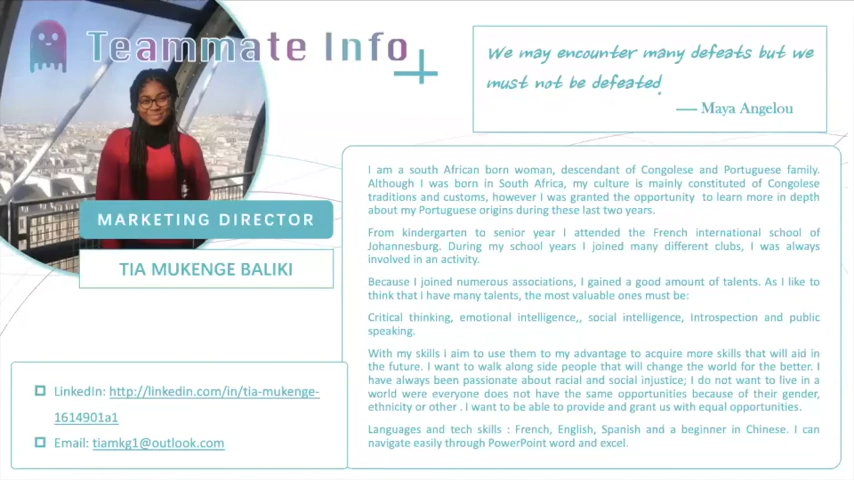 Teammate Info
We may encounter many defeats but we
must not be defeated.
— Maya Angelou
MARKETING DIRECTOR
TIA MUKENGE BALIKI
I am a south African born woman, descendant of Congolese and Portuguese family.
Although I was born in South Africa, my culture is mainly constituted of Congolese
traditions and customs, however I was granted the opportunity to learn more in depth
about my Portuguese origins during these last two years.
From kindergarten to senior year I attended the French international school of
Johannesburg. During my school years I joined many different clubs, I was always
involved in an activity.
Because I joined numerous associations, I gained a good amount of talents. As I like to
think that i have many talents, the most valuable ones must be:
Critical thinking, emotional intelligence,, social intelligence, Introspection and public
speaking.
With my skills i aim to use them to my advantage to acquire more skills that will aid in
the future. I want to walk along side people that will change the world for the better. I
have always been passionate about racial and social injustice; I do not want to live in a
world were everyone does not have the same opportunities because of their gender,
ethnicity or other . I want to be able to provide and grant us with equal opportunities.
Languages and tech skills : French, English, Spanish and a beginner in Chinese. I can
navigate easily through PowerPoint word and excel.
LinkedIn: http://linkedin.com/in/tia-mukenge-
1614901a1
Email: tiamkg1@outlook.com